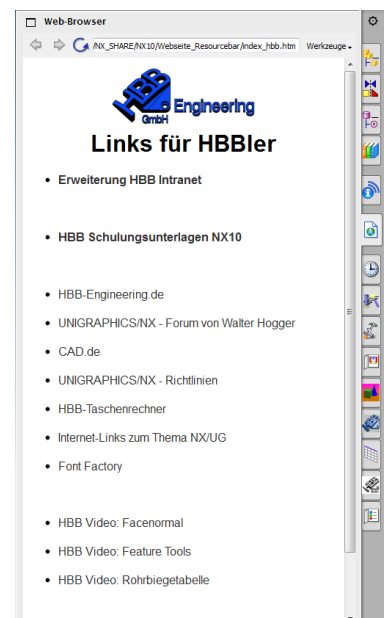 Web-Browser
/NX_SHARE/NX10/Webseite_Resourcebar/index_hbb.htm Werkzeuge
HBB Engineering
GmbH
Links für HBBler
Erweiterung HBB Intranet
HBB Schulungsunterlagen NX10
HBB-Engineering.de
UNIGRAPHICS/NX - Forum von Walter Hogger
CAD.de
UNIGRAPHICS/NX - Richtlinien
HBB-Taschenrechner
Internet-Links zum Thema NX/UG
Font Factory
HBB Video: Facenormal
HBB Video: Feature Tools
HBB Video: Rohrbiegetabelle